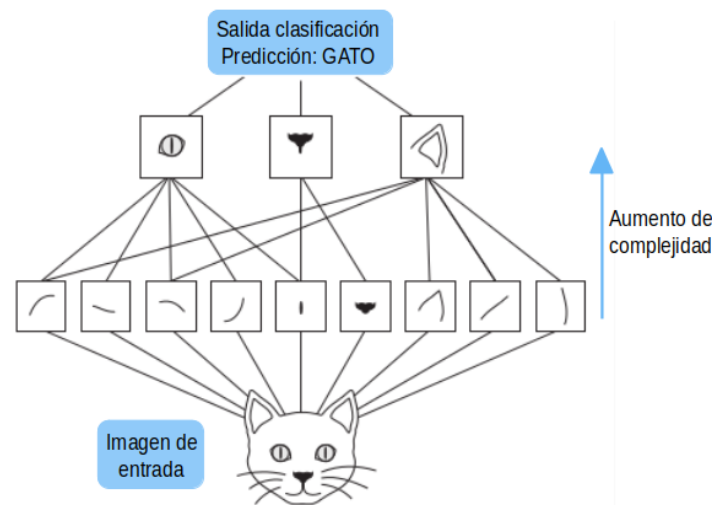 Salida clasificación
Predicción: GATO
Aumento de
complejidad
Imagen de
entrada